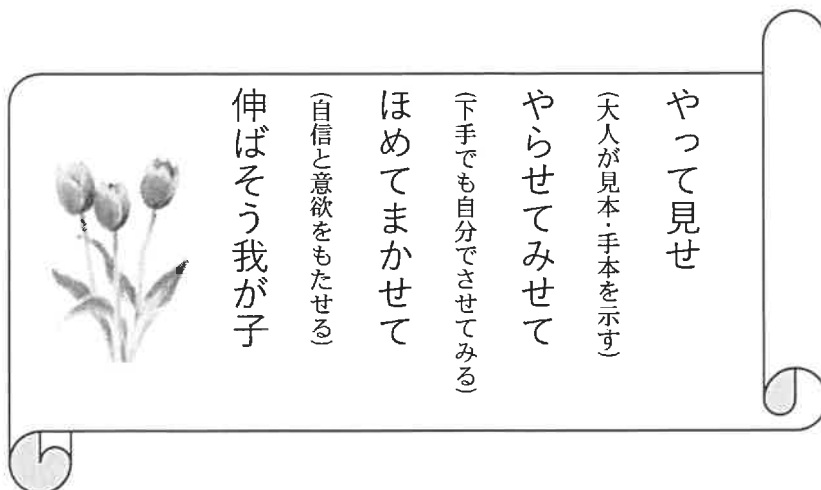 やって見せ
(大人が見本・手本を示す)
やらせてみせて
(下手でも自分でさせてみる)
ほめてまかせて
(自信と意欲をもたせる)
伸ばそう我が子